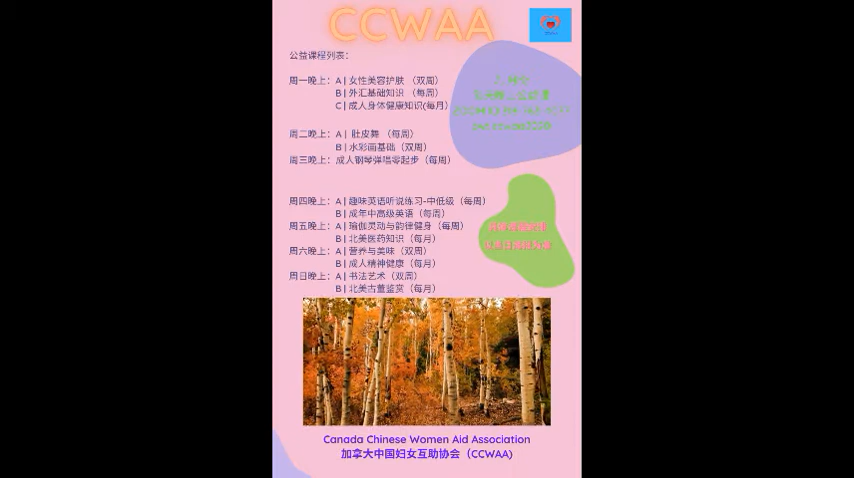 CCWAA
公益课程列表：
周一晚上：A | 女性美容护肤 （双周）
B | 外汇基础知识 （每周）
C | 成人身体健康知识(每月)
周二晚上：A | 肚皮舞 （每周）
B | 水彩画基础（双周）
周三晚上：成人钢琴弹唱零起步（每周）
周四晚上：A | 趣味英语听说练习-中低级（每周）
B | 成年中高级英语（每周）
周五晚上：A | 瑜伽灵动与韵律健身（每周）
B | 北美医药知识（每月）
周六晚上：A | 营养与美味（双周）
B | 成人精神健康（每月）
周日晚上：A | 书法艺术（双周）
B | 北美古董鉴赏（每月）
Canada Chinese Women Aid Association
加拿大中国妇女互助协会（CCWAA)